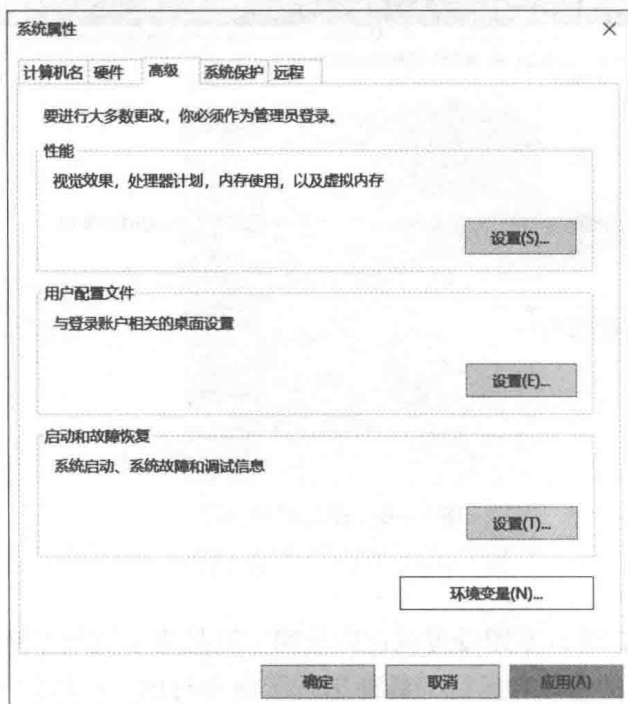 系统属性
计算机名 硬件 高级 系统保护 远程
要进行大多数更改，你必须作为管理员登录。
性能
视觉效果，处理器计划，内存使用，以及虚拟内存
设置(S)...
用户配置文件
与登录账户相关的桌面设置
设置(E)...
启动和故障恢复
系统启动、系统故障和调试信息
设置(T)...
环境变量(N)...
确定 取消 应用(A)